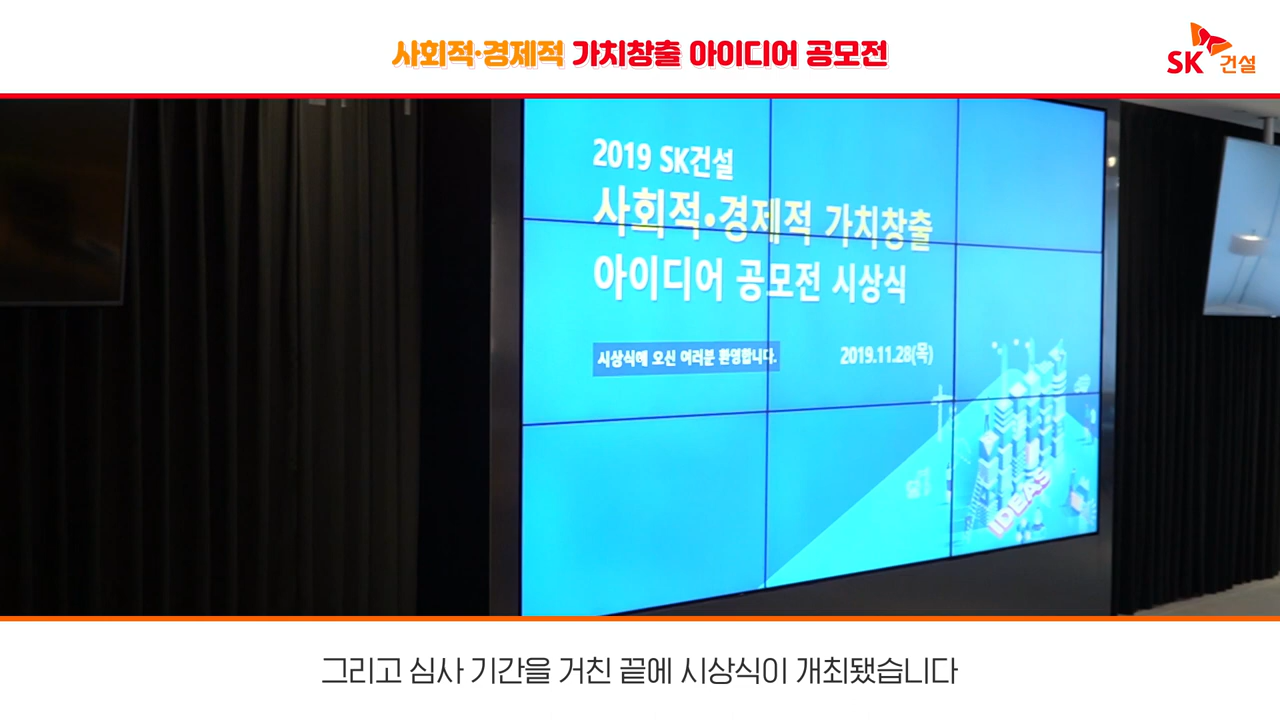 사회적·경제적 가치창출 아이디어 공모전
SK건설
2019 SK건설
사회적·경제적 가치창출
아이디어 공모전 시상식
시상식에 오신 여러분 환영합니다.
2019.11.28(목)
IDEAS
그리고 심사 기간을 거친 끝에 시상식이 개최됐습니다